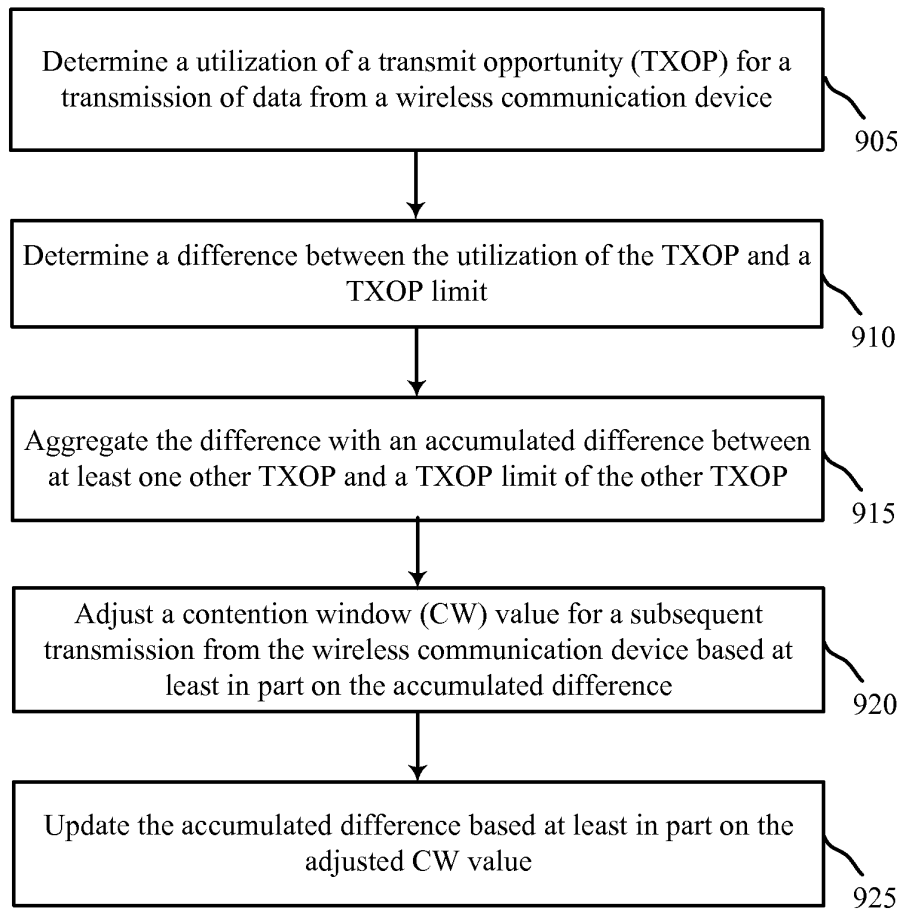 Determine a utilization of a transmit opportunity (TXOP) for a
transmission of data from a wireless communication device
905
Determine a difference between the utilization of the TXOP and a
TXOP limit
910
Aggregate the difference with an accumulated difference between
at least one other TXOP and a TXOP limit of the other TXOP
915
Adjust a contention window (CW) value for a subsequent
transmission from the wireless communication device based at
least in part on the accumulated difference
920
Update the accumulated difference based at least in part on the
adjusted CW value
925